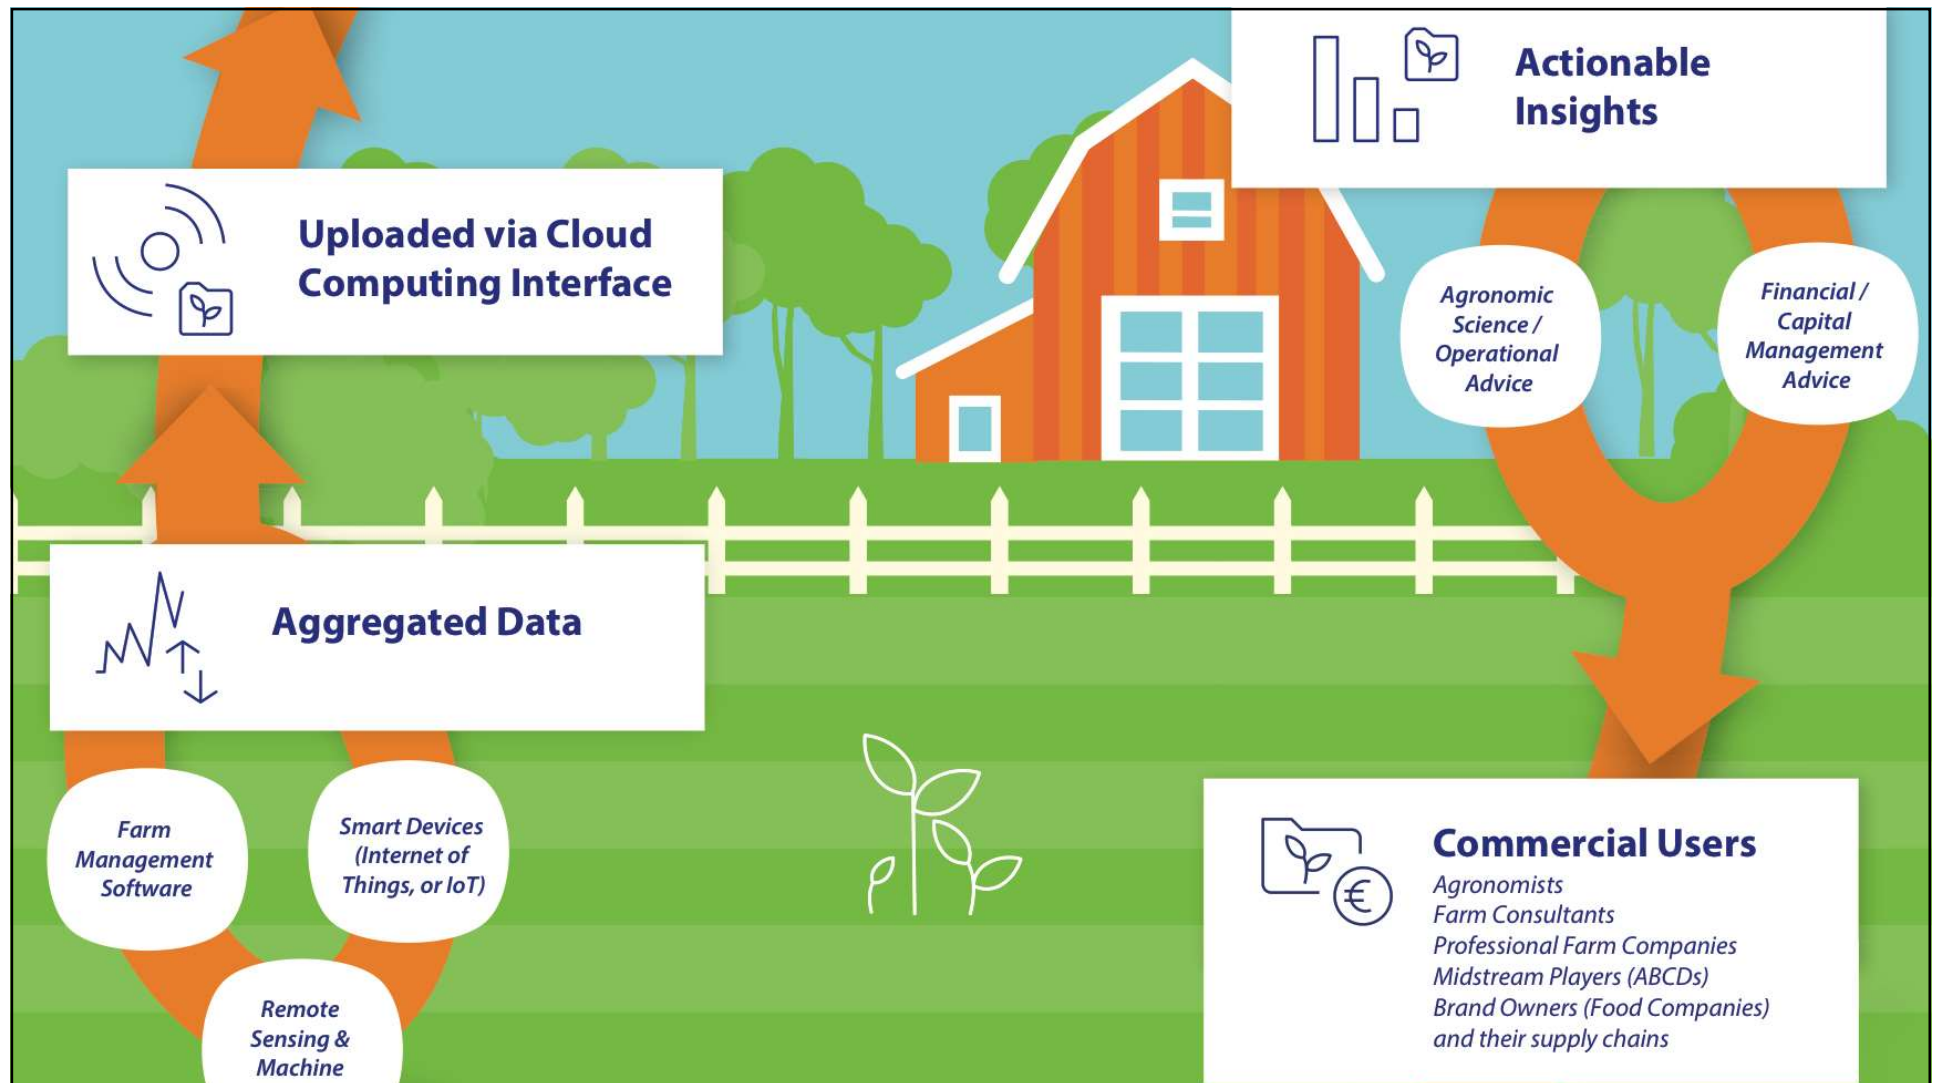 Actionable
Insights
Uploaded via Cloud
Computing Interface
Agronomic
Science /
Operational
Advice
Financial /
Capital
Management
Advice
Aggregated Data
Farm
Management
Software
Smart Devices
(Internet of
Things, or IoT)
Remote
Sensing &
Machine
Commercial Users
Agronomists
Farm Consultants
Professional Farm Companies
Midstream Players (ABCDs)
Brand Owners (Food Companies)
and their supply chains
€